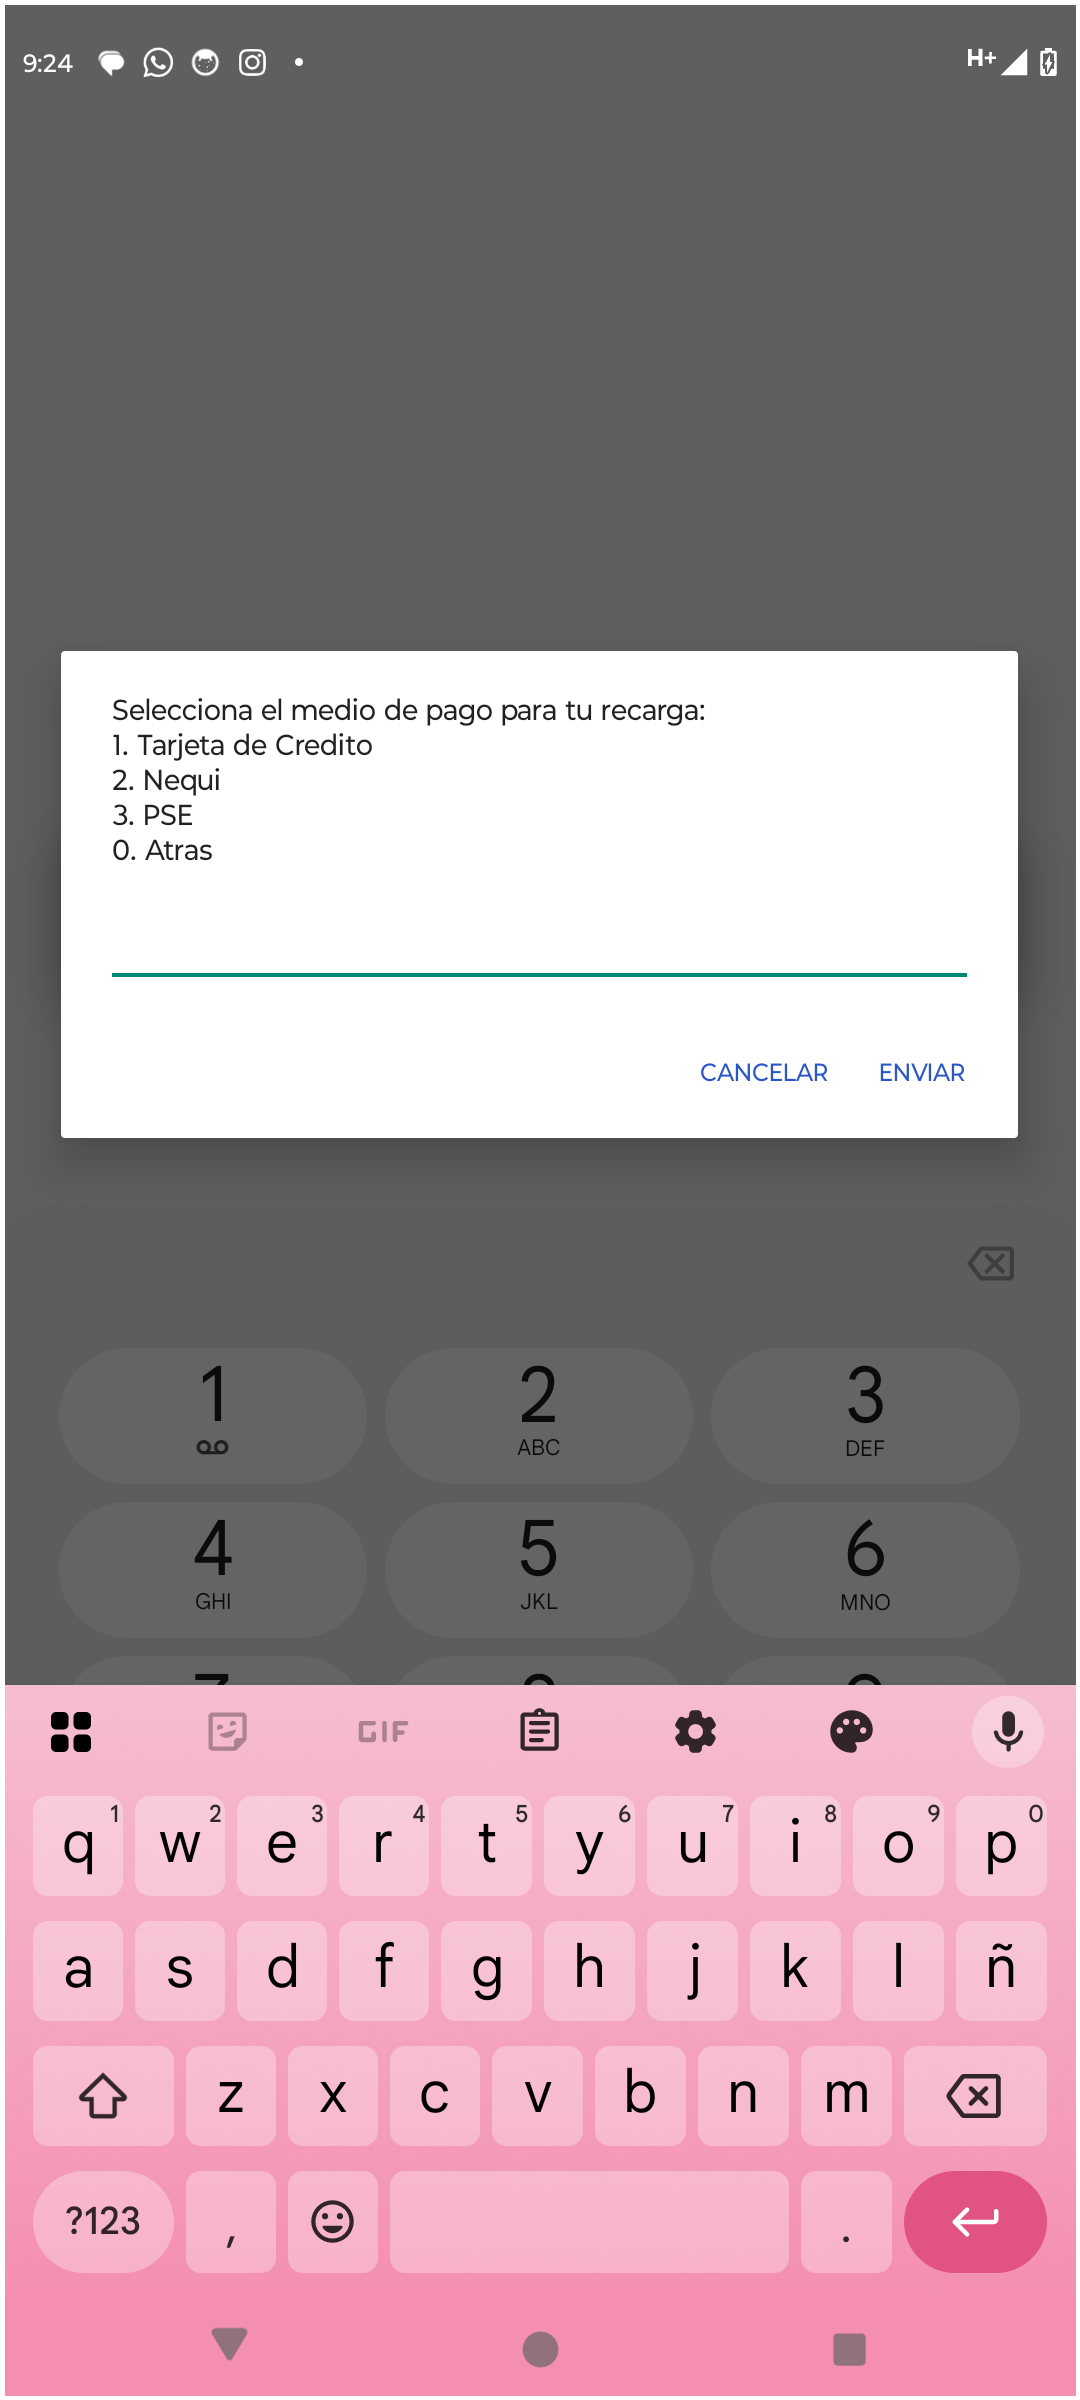 9:24 H+
Selecciona el medio de pago para tu recarga:
1. Tarjeta de Credito
2. Nequi
3. PSE
0. Atras
CANCELAR ENVIAR
1 2 3
ABC DEF
4 5 6
GHI JKL MNO
GIF
q 1 w 2 e 3 r 4 t 5 y 6 u 7 i 8 o 9 p 0
a s d f g h j k l ñ
z x c v b n m
?123 , .